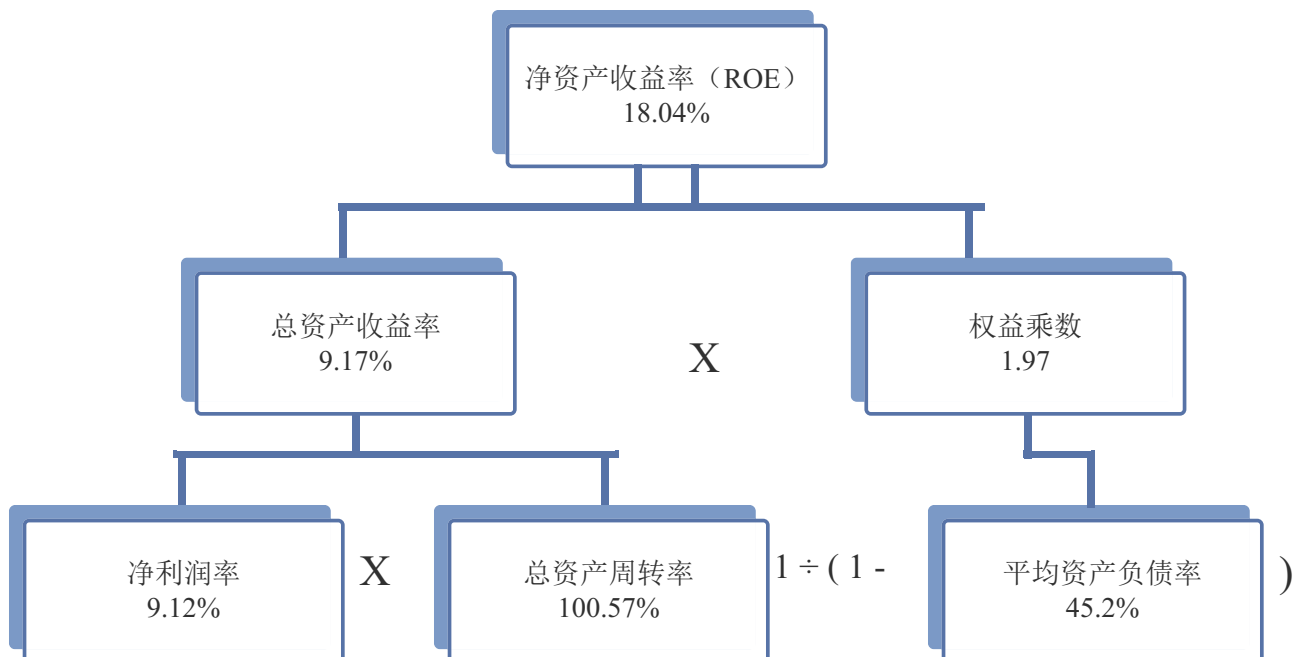 净资产收益率（ROE）
18.04%
总资产收益率
9.17%
X
权益乘数
1.97
净利润率
9.12%
X
总资产周转率
100.57%
1 ÷ ( 1 -
平均资产负债率
45.2%
)